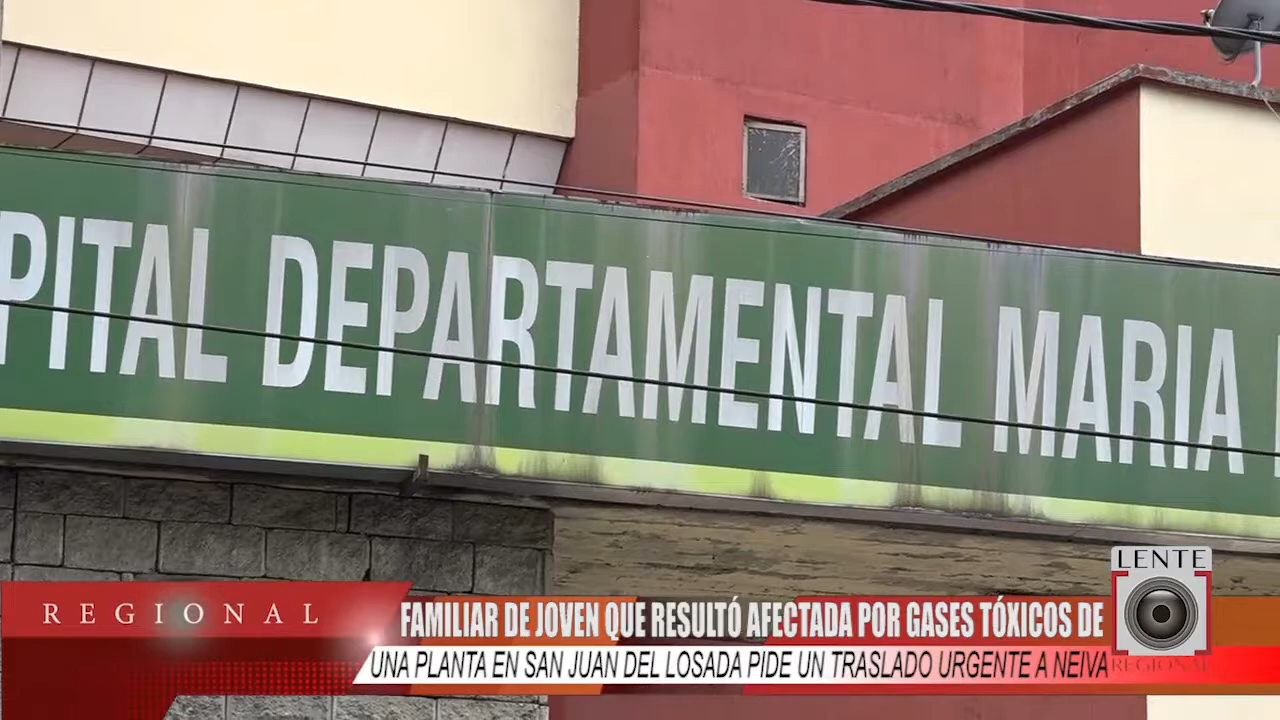 PITAL DEPARTAMENTAL MARIA
LENTE
REGIONAL
REGIONAL
FAMILIAR DE JOVEN QUE RESULTÓ AFECTADA POR GASES TÓXICOS DE
UNA PLANTA EN SAN JUAN DEL LOSADA PIDE UN TRASLADO URGENTE A NEIVA